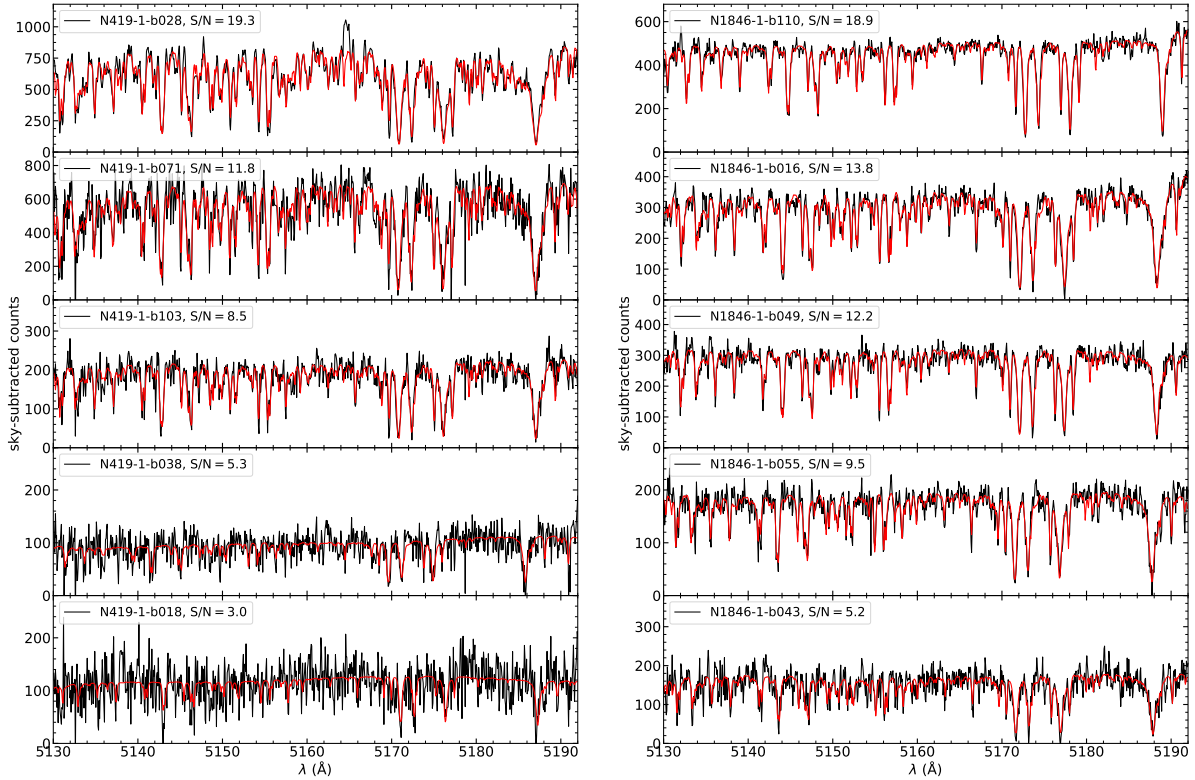 N419-1-b028, S/N = 19.3
1000
750
500
250
0
N419-1-b071, S/N = 11.8
800
600
400
200
0
N419-1-b103, S/N = 8.5
300
200
100
0
N419-1-b038, S/N = 5.3
200
100
0
N419-1-b018, S/N = 3.0
200
100
0
5130 5140 5150 5160 5170 5180 5190
λ (Å)
sky-subtracted counts
N1846-1-b110, S/N = 18.9
600
400
200
0
N1846-1-b016, S/N = 13.8
400
300
200
100
0
N1846-1-b049, S/N = 12.2
400
300
200
100
0
N1846-1-b055, S/N = 9.5
200
100
0
N1846-1-b043, S/N = 5.2
300
200
100
0
5130 5140 5150 5160 5170 5180 5190
λ (Å)
sky-subtracted counts